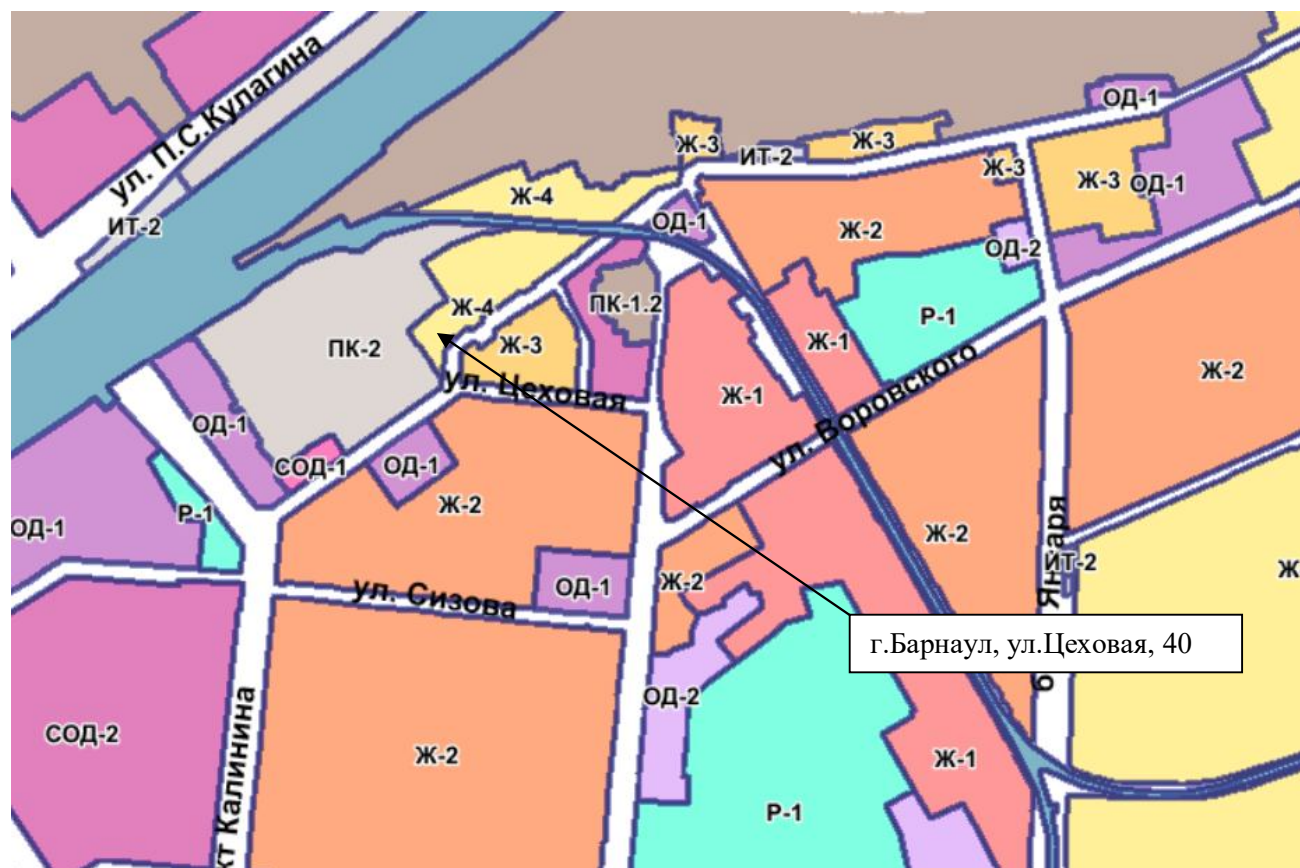 ул. П.С.Кулагина
ОД-1
Ж-3
ИТ-2
Ж-3
Ж-3
Ж-3
ОД-1
Ж-4
ИТ-2
ОД-1
Ж-2
ОД-2
ПК-1.2
Ж-4
Р-1
ПК-2
Ж-3
Ж-1
Ж-2
ул. Цеховая
Ж-1
ул. Воровского
ОД-1
СОД-1
ОД-1
Ж-2
Р-1
ОД-1
Ж-2
ИТ-2
Ж
6 Января
Ж-2
ОД-1
ул. Сизова
г.Барнаул, ул.Цеховая, 40
ОД-2
СОД-2
Ж-2
Ж-1
кт Калинина
Р-1